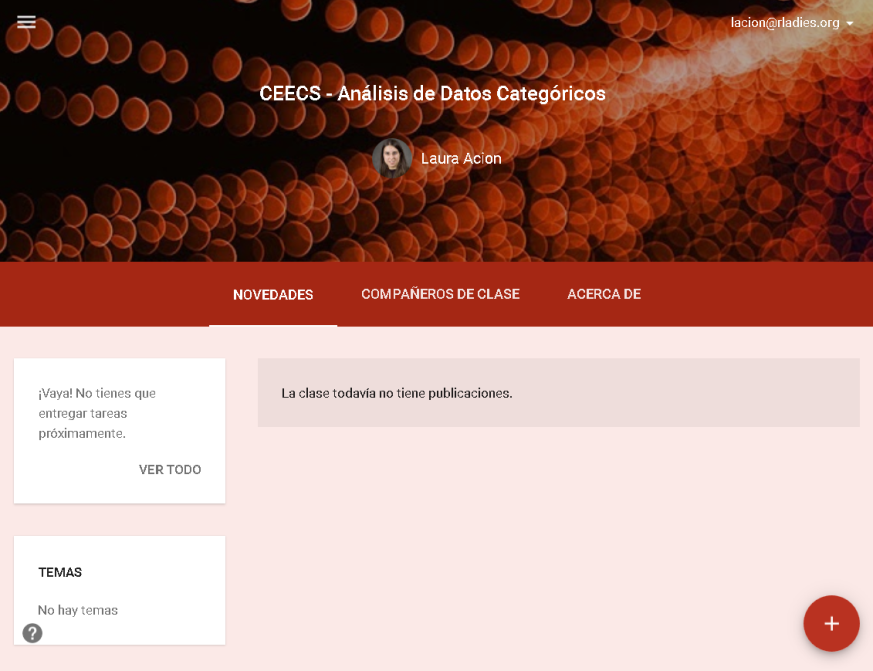 lacion@rladies.org
CEECS - Análisis de Datos Categóricos
Laura Acion
NOVEDADES
COMPAÑEROS DE CLASE
ACERCA DE
¡Vaya! No tienes que
entregar tareas
próximamente.
VER TODO
La clase todavía no tiene publicaciones.
TEMAS
No hay temas
?
+